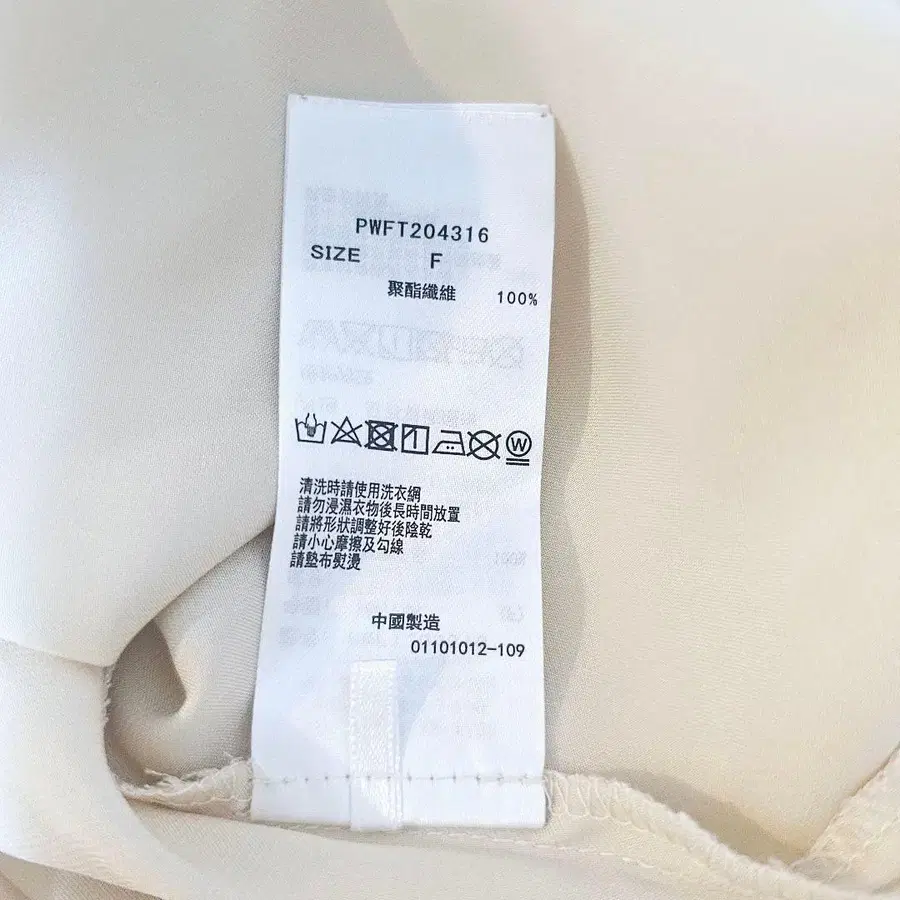 PWFT204316
SIZE F
聚酯纖維 100%
W
清洗時請使用洗衣網
請勿浸濕衣物後長時間放置
請將形狀調整好後陰乾
請小心摩擦及勾線
請墊布熨燙
中國製造
01101012-109